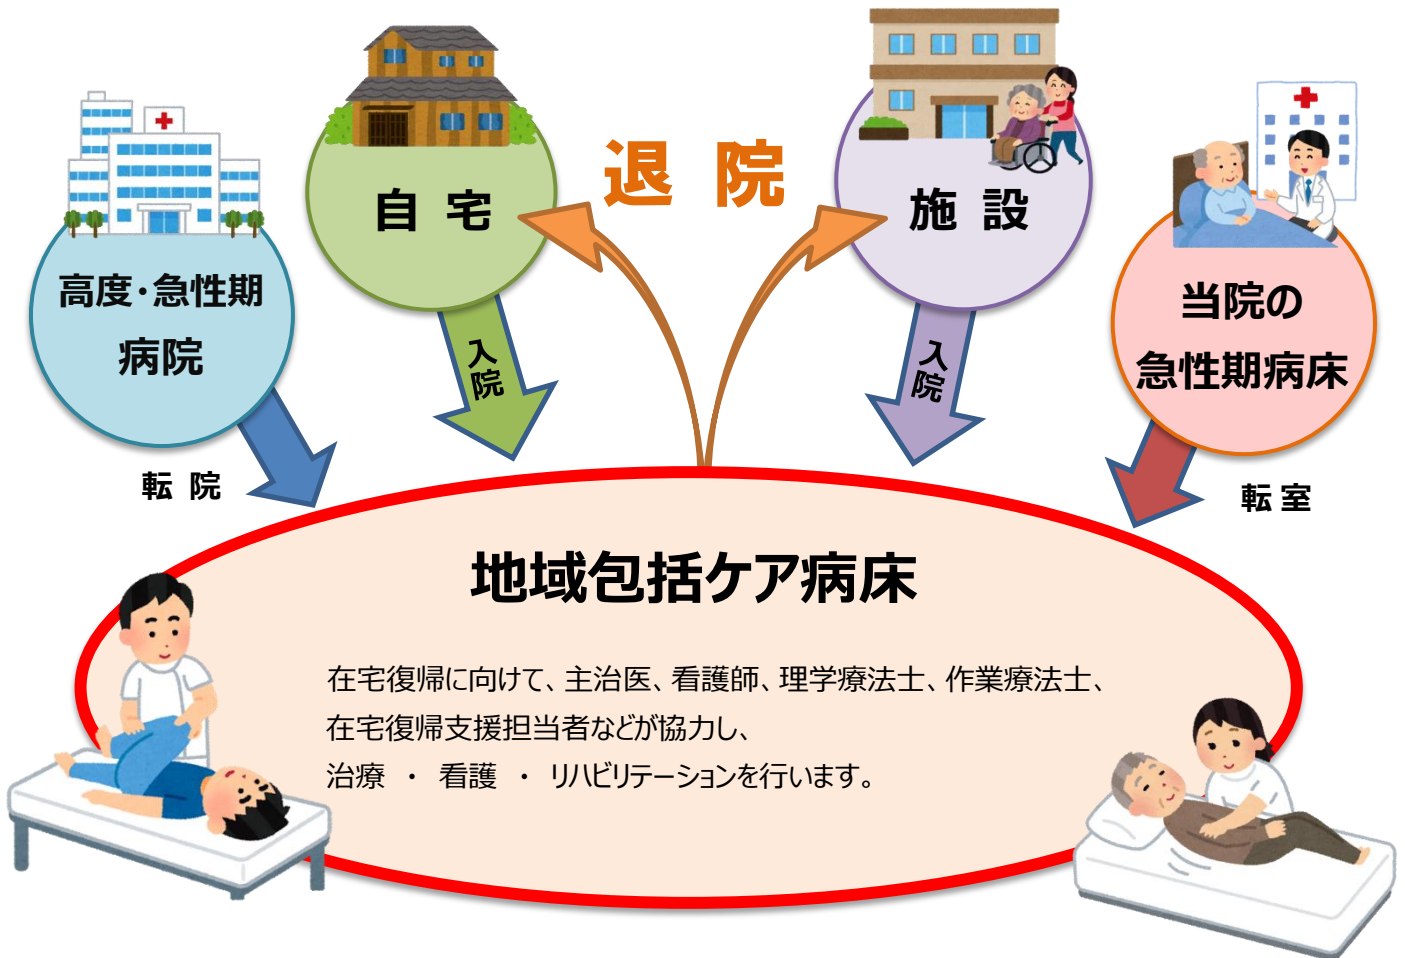 退 院
自 宅
施 設
高度・急性期
病院
当院の
急性期病床
入院
入院
転 院
転 室
地域包括ケア病床
在宅復帰に向けて、主治医、看護師、理学療法士、作業療法士、
在宅復帰支援担当者などが協力し、
治療 ・ 看護 ・ リハビリテーションを行います。